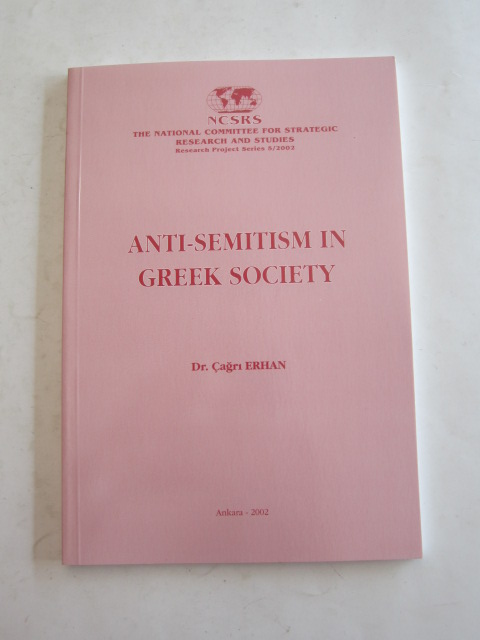 NCSRS
THE NATIONAL COMMITTEE FOR STRATEGIC
RESEARCH AND STUDIES
Research Project Series 5/2002
ANTI-SEMITISM IN
GREEK SOCIETY
Dr. Çağrı ERHAN
Ankara - 2002